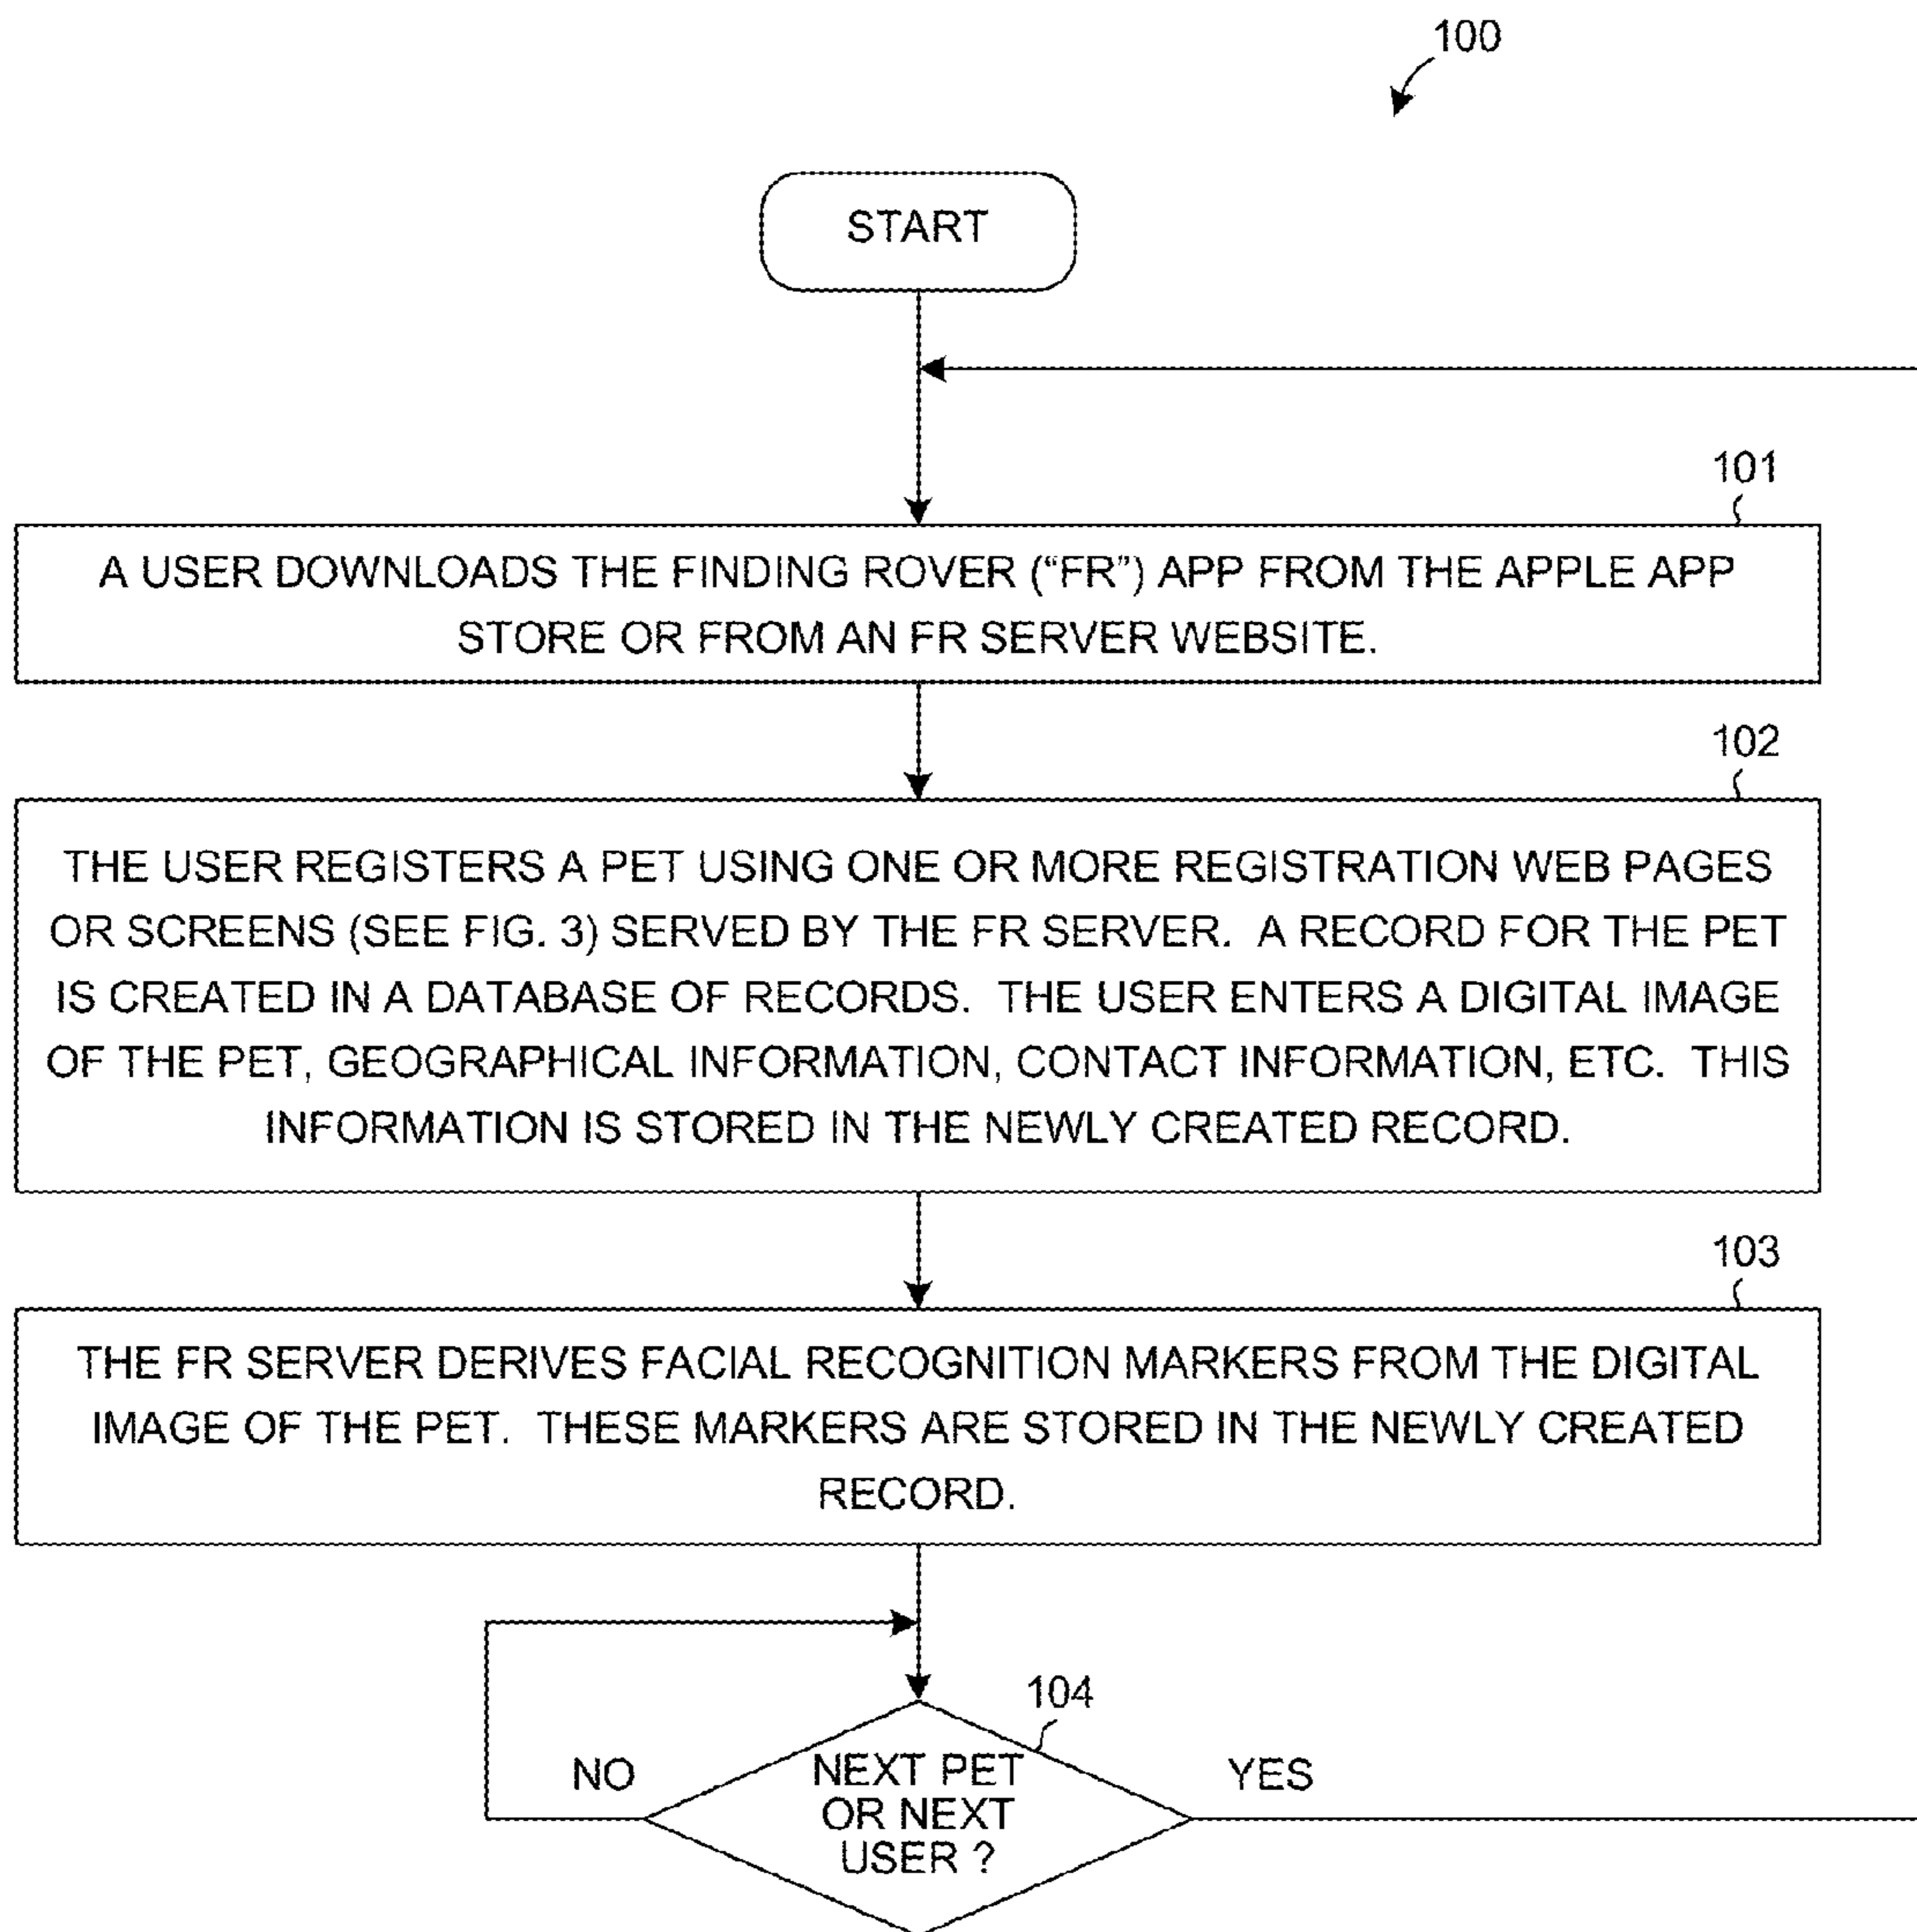 100
START
101
A USER DOWNLOADS THE FINDING ROVER (“FR”) APP FROM THE APPLE APP
STORE OR FROM AN FR SERVER WEBSITE.
102
THE USER REGISTERS A PET USING ONE OR MORE REGISTRATION WEB PAGES
OR SCREENS (SEE FIG. 3) SERVED BY THE FR SERVER. A RECORD FOR THE PET
IS CREATED IN A DATABASE OF RECORDS. THE USER ENTERS A DIGITAL IMAGE
OF THE PET, GEOGRAPHICAL INFORMATION, CONTACT INFORMATION, ETC. THIS
INFORMATION IS STORED IN THE NEWLY CREATED RECORD.
103
THE FR SERVER DERIVES FACIAL RECOGNITION MARKERS FROM THE DIGITAL
IMAGE OF THE PET. THESE MARKERS ARE STORED IN THE NEWLY CREATED
RECORD.
104
NO
NEXT PET
OR NEXT
USER ?
YES